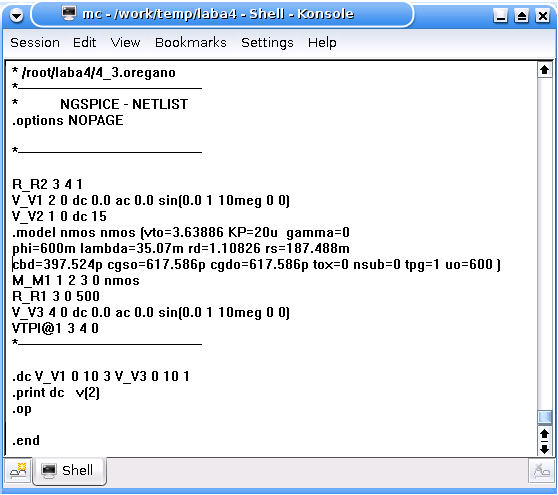 mc - /work/temp/laba4 - Shell - Konsole
Session Edit View Bookmarks Settings Help
* /root/laba4/4_3.oregano
*----------------------------------------------
* NGSPICE - NETLIST
.options NOPAGE
*----------------------------------------------
R_R2 3 4 1
V_V1 2 0 dc 0.0 ac 0.0 sin(0.0 1 10meg 0 0)
V_V2 1 0 dc 15
.model nmos nmos (vto=3.63886 KP=20u gamma=0
phi=600m lambda=35.07m rd=1.10826 rs=187.488m
cbd=397.524p cgso=617.586p cgdo=617.586p tox=0 nsub=0 tpg=1 uo=600 )
M_M1 1 2 3 0 nmos
R_R1 3 0 500
V_V3 4 0 dc 0.0 ac 0.0 sin(0.0 1 10meg 0 0)
VTPI@1 3 4 0
*----------------------------------------------
.dc V_V1 0 10 3 V_V3 0 10 1
.print dc v(2)
.op
.end
Shell